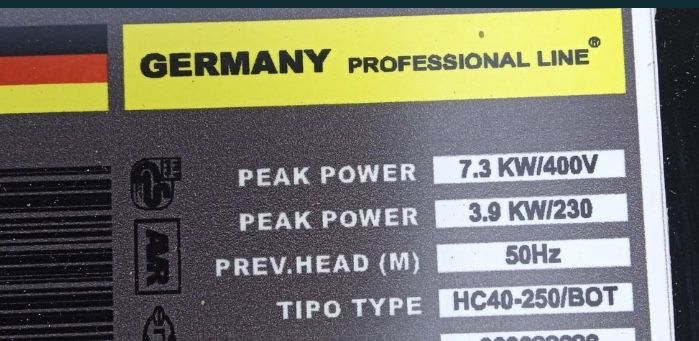 GERMANY PROFESSIONAL LINE
PEAK POWER 7.3 KW/400V
PEAK POWER 3.9 KW/230
PREV.HEAD (M) 50Hz
TIPO TYPE HC40-250/BOT